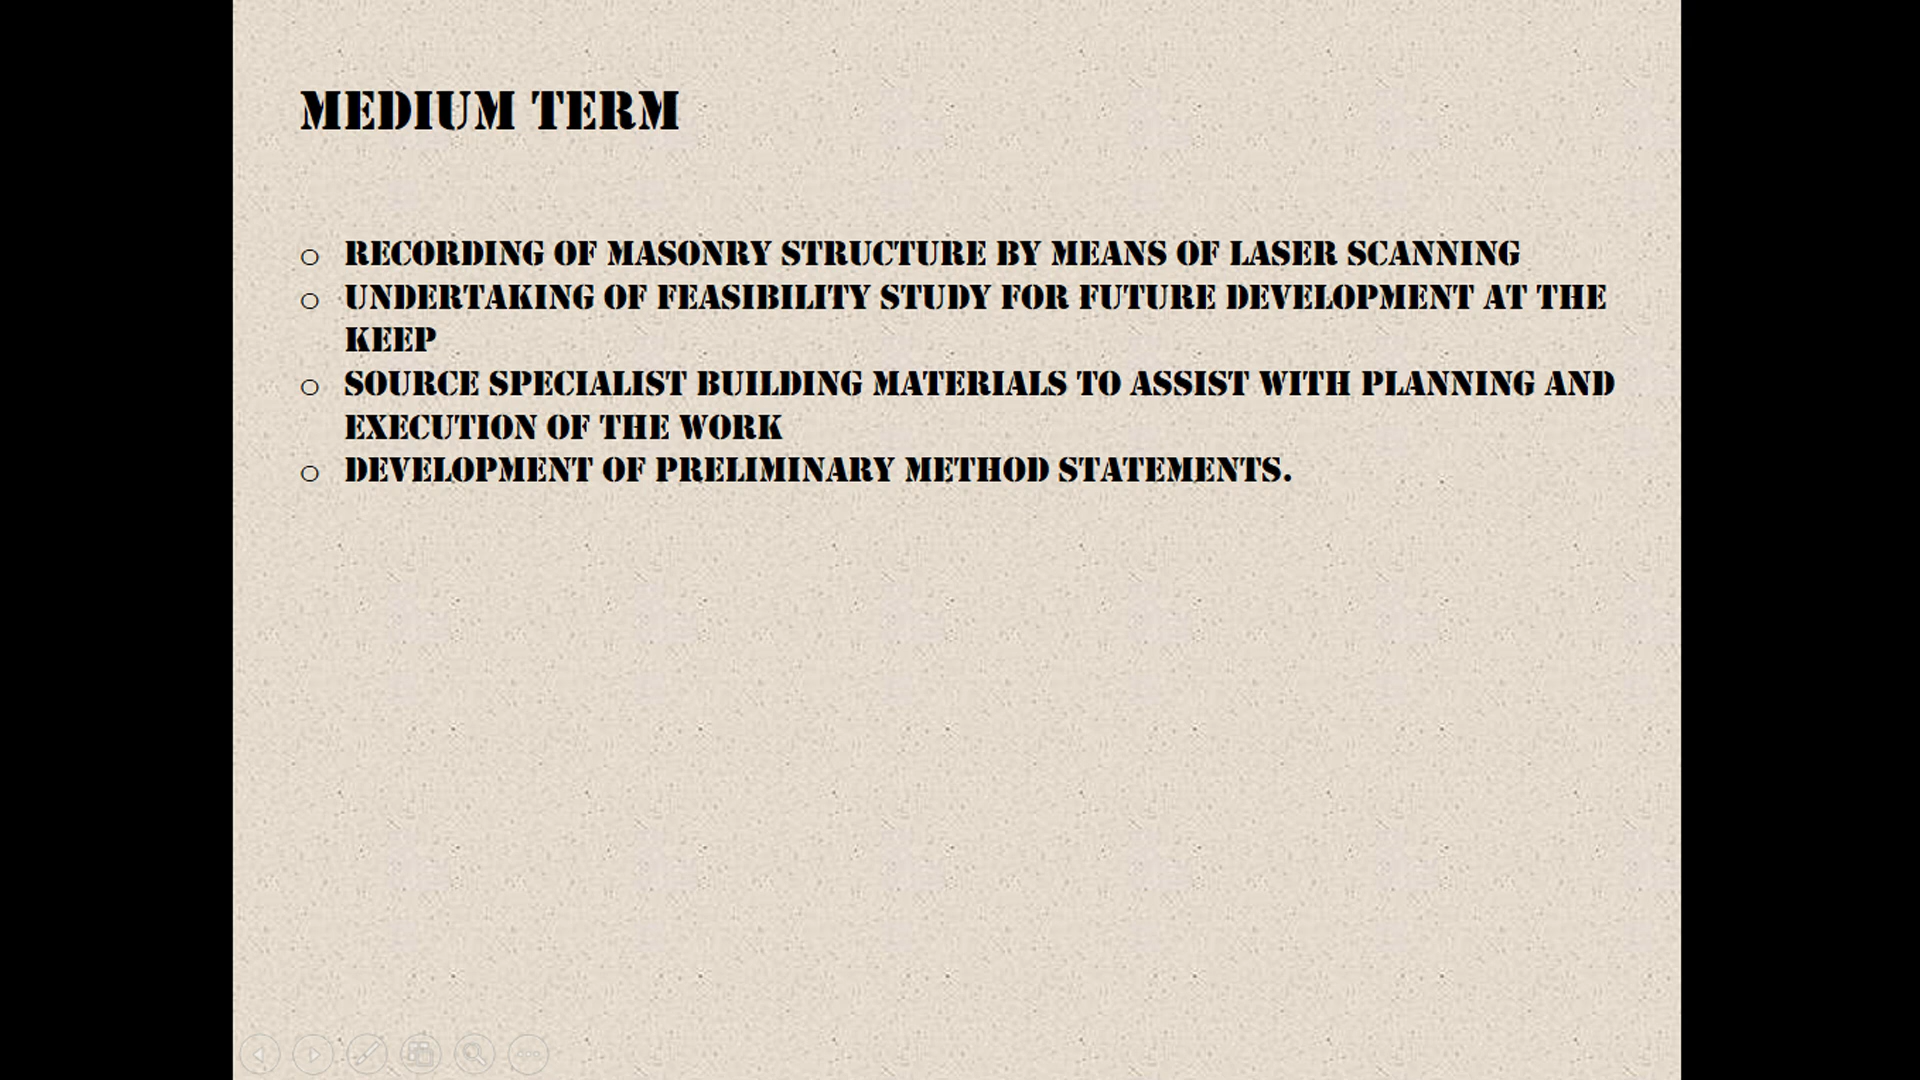 MEDIUM TERM
RECORDING OF MASONRY STRUCTURE BY MEANS OF LASER SCANNING
UNDERTAKING OF FEASIBILITY STUDY FOR FUTURE DEVELOPMENT AT THE
KEEP
SOURCE SPECIALIST BUILDING MATERIALS TO ASSIST WITH PLANNING AND
EXECUTION OF THE WORK
DEVELOPMENT OF PRELIMINARY METHOD STATEMENTS.